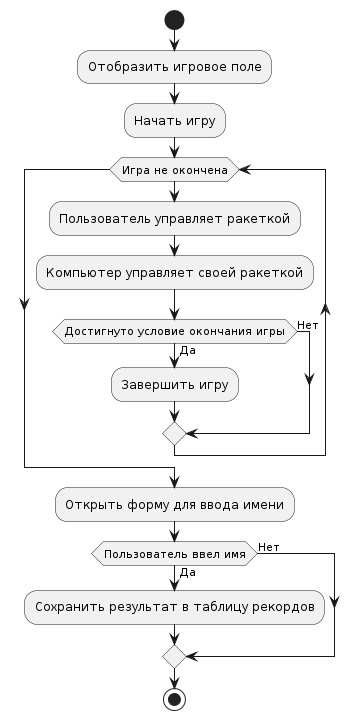 Отобразить игровое поле
Начать игру
Игра не окончена
Пользователь управляет ракеткой
Компьютер управляет своей ракеткой
Достигнуто условие окончания игры
Нет
Да
Завершить игру
Открыть форму для ввода имени
Пользователь ввел имя
Нет
Да
Сохранить результат в таблицу рекордов